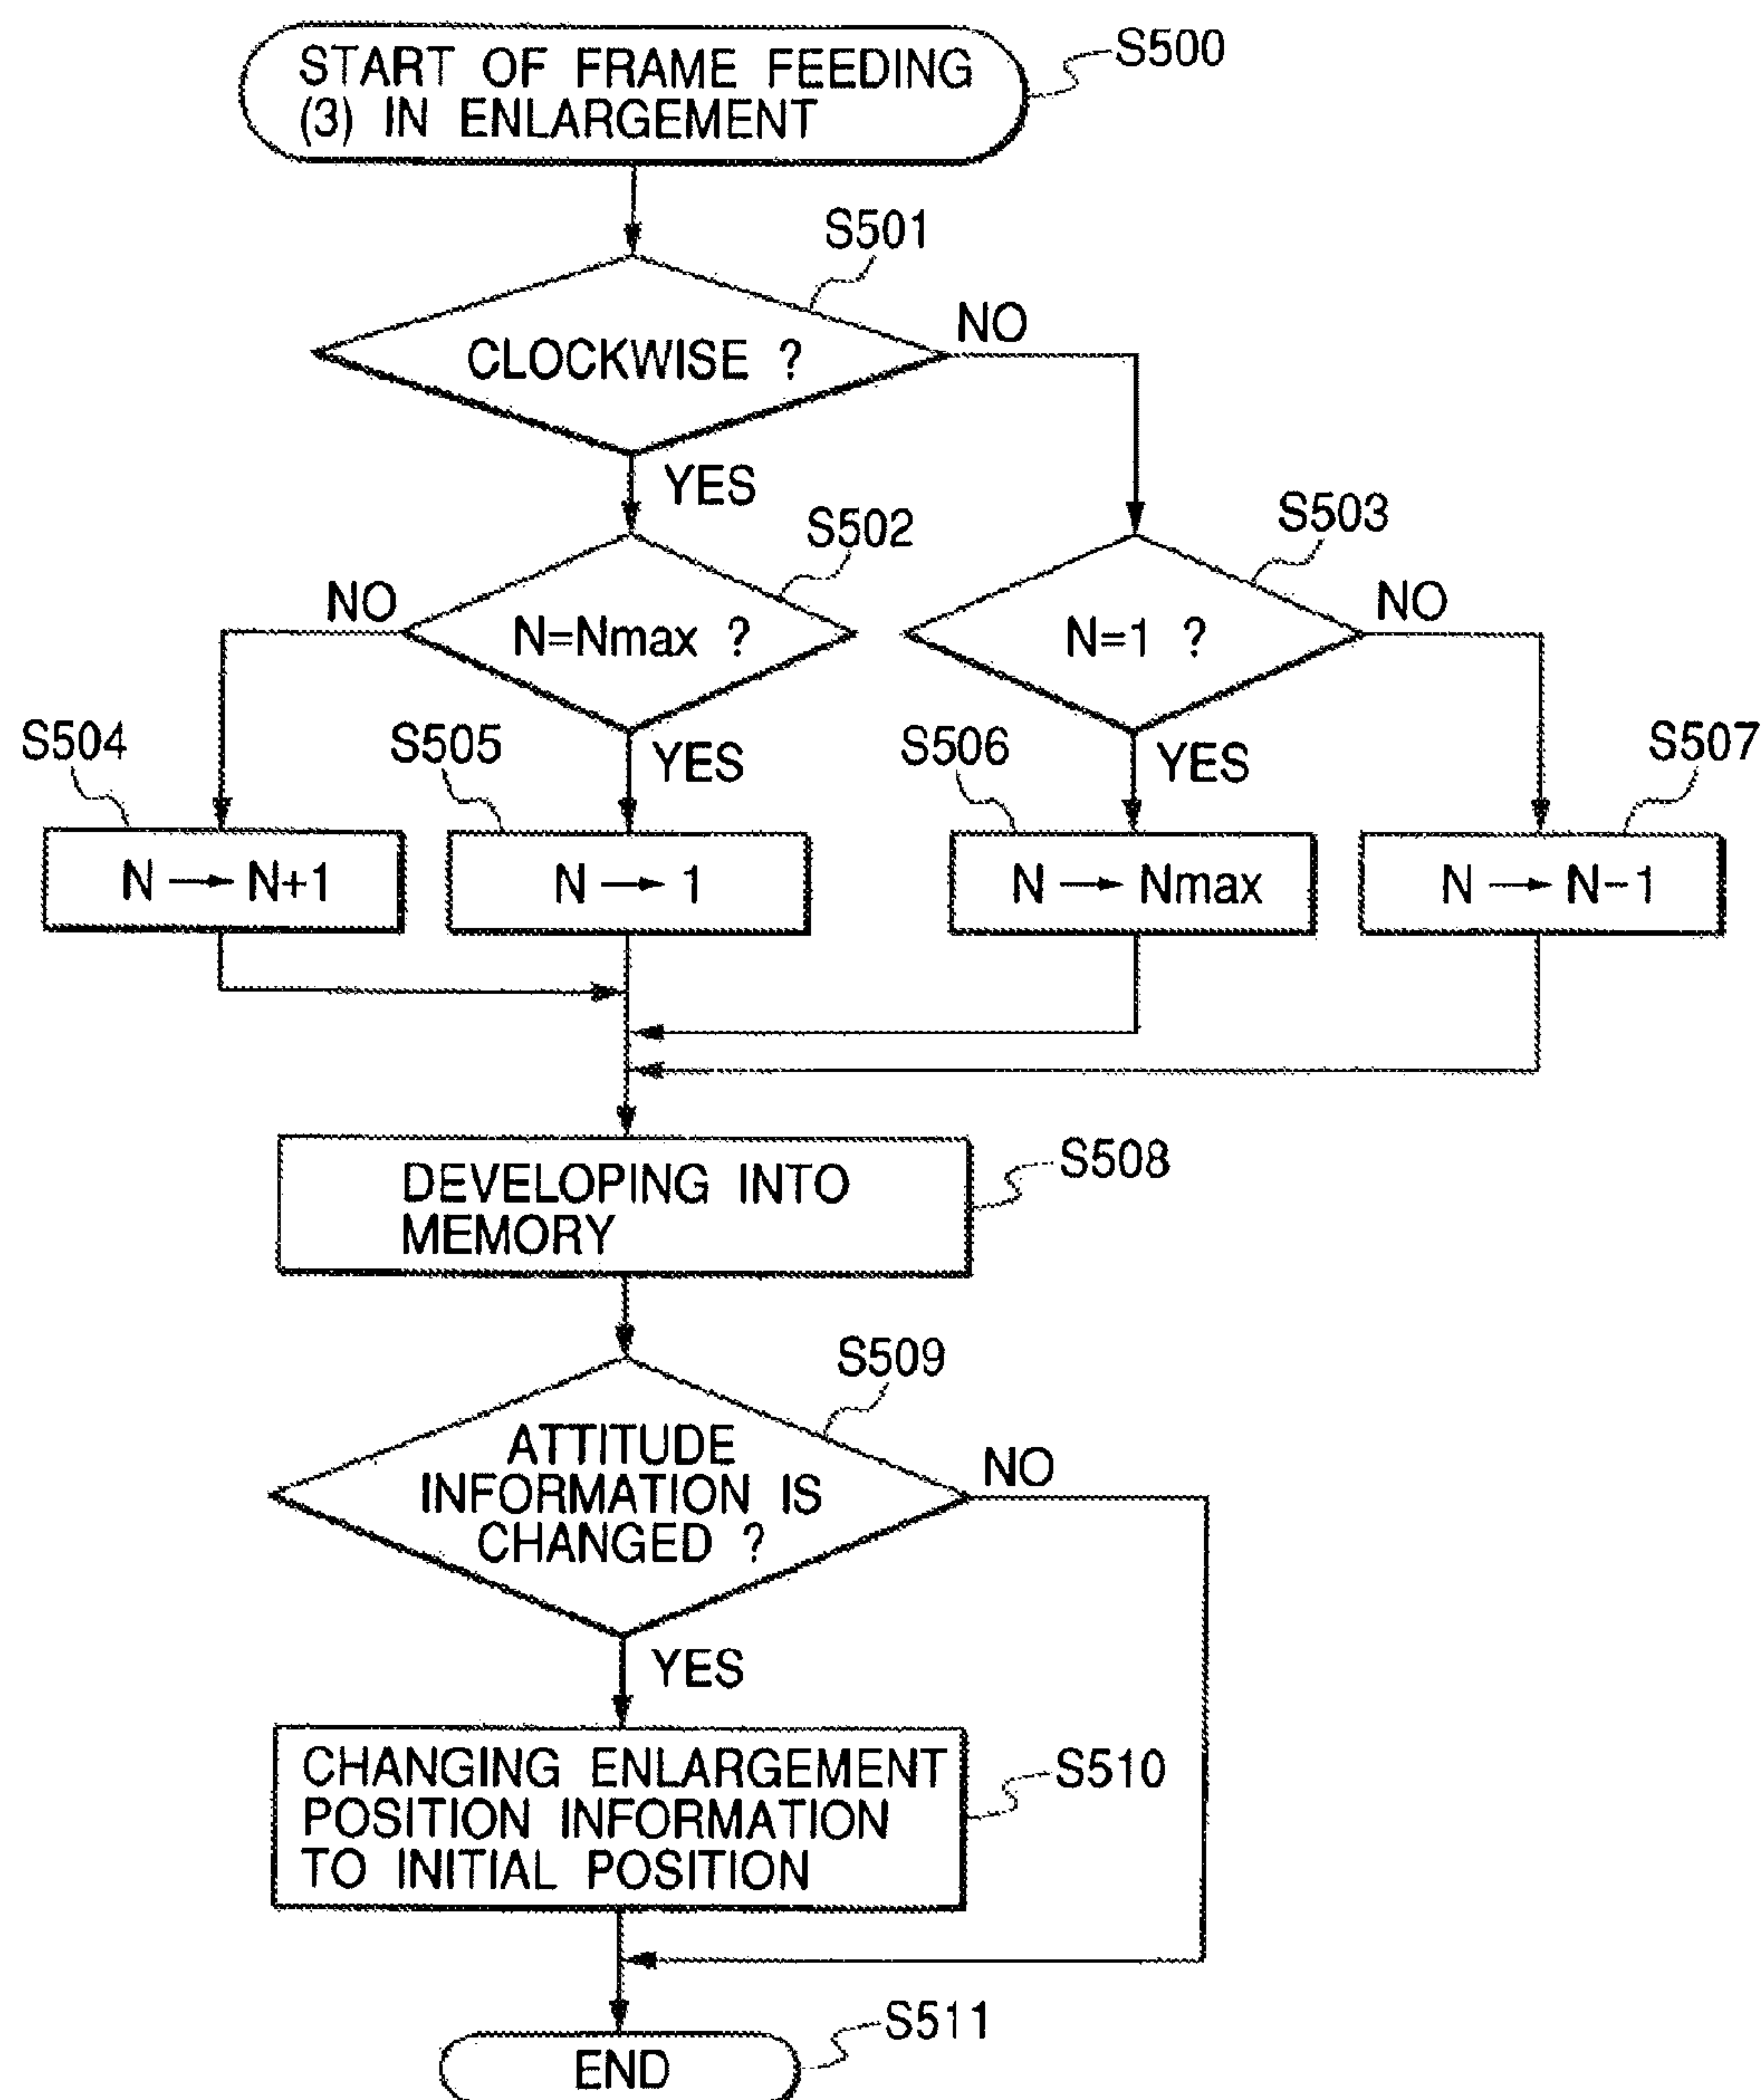 START OF FRAME FEEDING
(3) IN ENLARGEMENT
S500
S501
CLOCKWISE ?
NO
YES
S502
S503
NO
N=Nmax ?
N=1 ?
NO
S504
S505
YES
S506
YES
S507
N → N+1
N → 1
N → Nmax
N → N-1
DEVELOPING INTO
MEMORY
S508
S509
ATTITUDE
INFORMATION IS
CHANGED ?
NO
YES
CHANGING ENLARGEMENT
POSITION INFORMATION
TO INITIAL POSITION
S510
S511
END